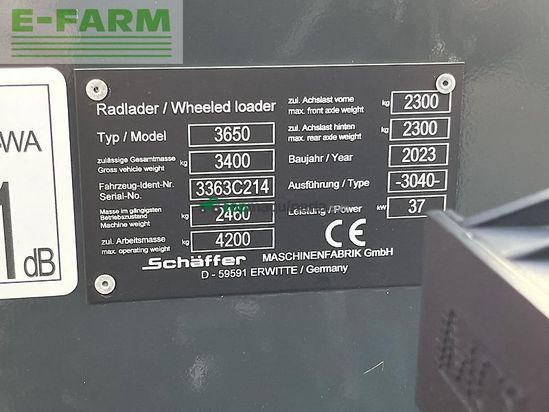 E-FARM
WA
1 dB
Radlader / Wheeled loader
Typ / Model 3650
zulässige Gesamtmasse
Gross vehicle weight kg 3400
Fahrzeug-Ident-Nr.
Serial-No. 3363C214
Masse im gängigsten
Betriebszustand
Machine weight kg 2460
zul. Arbeitsmasse
max. operating weight kg 4200
zul. Achslast vorne
max. front axle weight kg 2300
zul. Achslast hinten
max. rear axle weight kg 2300
Baujahr / Year 2023
Ausführung / Type -3040-
Leistung / Power kW 37
Schäffer MASCHINENFABRIK GmbH
D - 59591 ERWITTE / Germany
CE